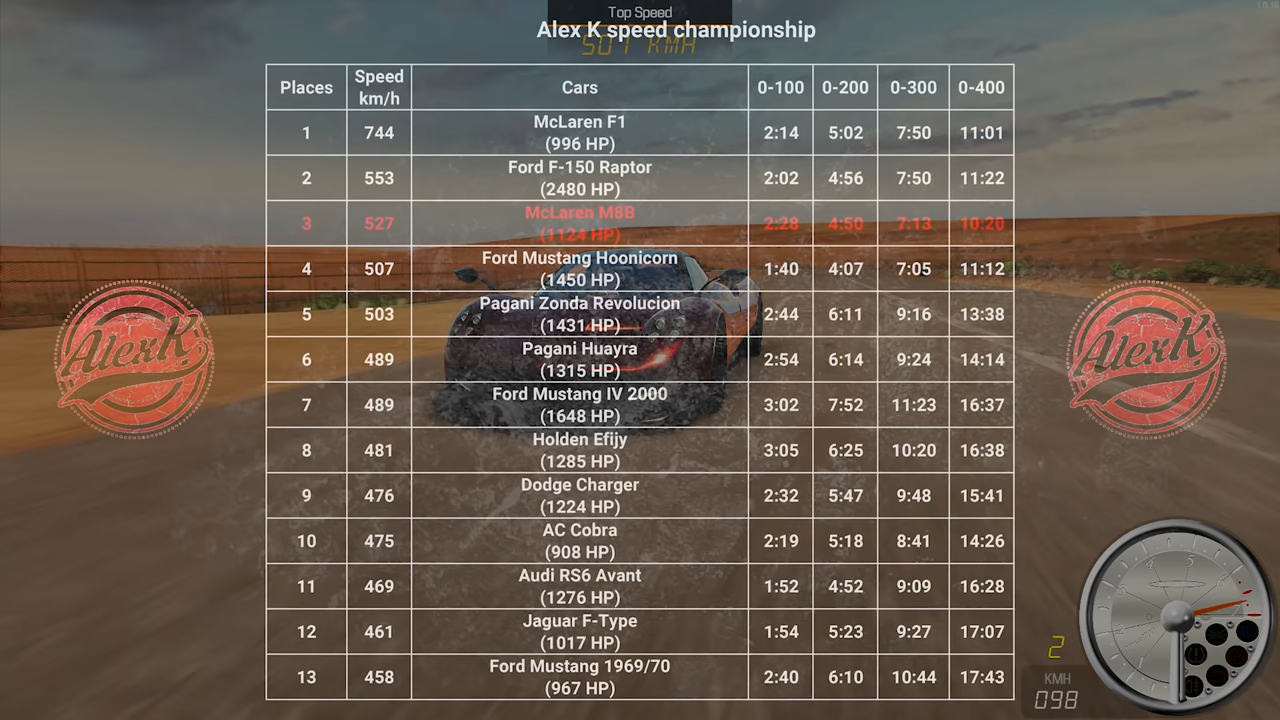 Top Speed
Alex K speed championship
507 KMH
Places Speed km/h Cars 0-100 0-200 0-300 0-400
1 744 McLaren F1 (996 HP) 2:14 5:02 7:50 11:01
2 553 Ford F-150 Raptor (2480 HP) 2:02 4:56 7:50 11:22
3 527 McLaren M8B (1124 HP) 2:28 4:50 7:13 10:20
4 507 Ford Mustang Hoonicorn (1450 HP) 1:40 4:07 7:05 11:12
5 503 Pagani Zonda Revolucion (1431 HP) 2:44 6:11 9:16 13:38
6 489 Pagani Huayra (1315 HP) 2:54 6:14 9:24 14:14
7 489 Ford Mustang IV 2000 (1648 HP) 3:02 7:52 11:23 16:37
8 481 Holden Efijy (1285 HP) 3:05 6:25 10:20 16:38
9 476 Dodge Charger (1224 HP) 2:32 5:47 9:48 15:41
10 475 AC Cobra (908 HP) 2:19 5:18 8:41 14:26
11 469 Audi RS6 Avant (1276 HP) 1:52 4:52 9:09 16:28
12 461 Jaguar F-Type (1017 HP) 1:54 5:23 9:27 17:07
13 458 Ford Mustang 1969/70 (967 HP) 2:40 6:10 10:44 17:43
AlexK
AlexK
2
KMH
098